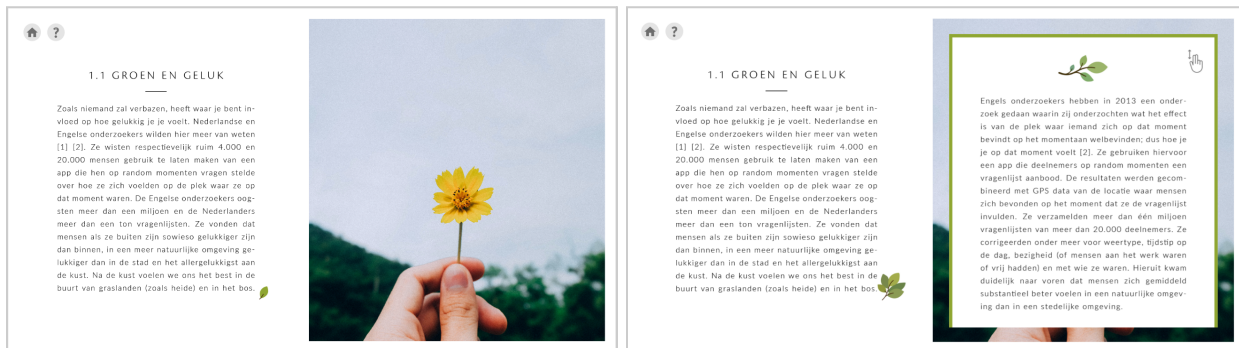 ?
1.1 GROEN EN GELUK
Zoals niemand zal verbazen, heeft waar je bent in-
vloed op hoe gelukkig je je voelt. Nederlandse en
Engelse onderzoekers wilden hier meer van weten
[1] [2]. Ze wisten respectievelijk ruim 4.000 en
20.000 mensen gebruik te laten maken van een
app die hen op random momenten vragen stelde
over hoe ze zich voelden op de plek waar ze op
dat moment waren. De Engelse onderzoekers oog-
sten meer dan een miljoen en de Nederlanders
meer dan een ton vragenlijsten. Ze vonden dat
mensen als ze buiten zijn sowieso gelukkiger zijn
dan binnen, in een meer natuurlijke omgeving ge-
lukkiger dan in de stad en het allergelukkigst aan
de kust. Na de kust voelen we ons het best in de
buurt van graslanden (zoals heide) en in het bos.
?
1.1 GROEN EN GELUK
Zoals niemand zal verbazen, heeft waar je bent in-
vloed op hoe gelukkig je je voelt. Nederlandse en
Engelse onderzoekers wilden hier meer van weten
[1] [2]. Ze wisten respectievelijk ruim 4.000 en
20.000 mensen gebruik te laten maken van een
app die hen op random momenten vragen stelde
over hoe ze zich voelden op de plek waar ze op
dat moment waren. De Engelse onderzoekers oog-
sten meer dan een miljoen en de Nederlanders
meer dan een ton vragenlijsten. Ze vonden dat
mensen als ze buiten zijn sowieso gelukkiger zijn
dan binnen, in een meer natuurlijke omgeving ge-
lukkiger dan in de stad en het allergelukkigst aan
de kust. Na de kust voelen we ons het best in de
buurt van graslanden (zoals heide) en in het bos.
Engels onderzoekers hebben in 2013 een onder-
zoek gedaan waarin zij onderzochten wat het effect
is van de plek waar iemand zich op dat moment
bevindt op het momentaan welbevinden; dus hoe je
je op dat moment voelt [2]. Ze gebruiken hiervoor
een app die deelnemers op random momenten een
vragenlijst aanbood. De resultaten werden gecom-
bineerd met GPS data van de locatie waar mensen
zich bevonden op het moment dat ze de vragenlijst
invulden. Ze verzamelden meer dan één miljoen
vragenlijsten van meer dan 20.000 deelnemers. Ze
corrigeerden onder meer voor weertype, tijdstip op
de dag, bezigheid (of mensen aan het werk waren
of vrij hadden) en met wie ze waren. Hieruit kwam
duidelijk naar voren dat mensen zich gemiddeld
substantieel beter voelen in een natuurlijke omgev-
ing dan in een stedelijke omgeving.